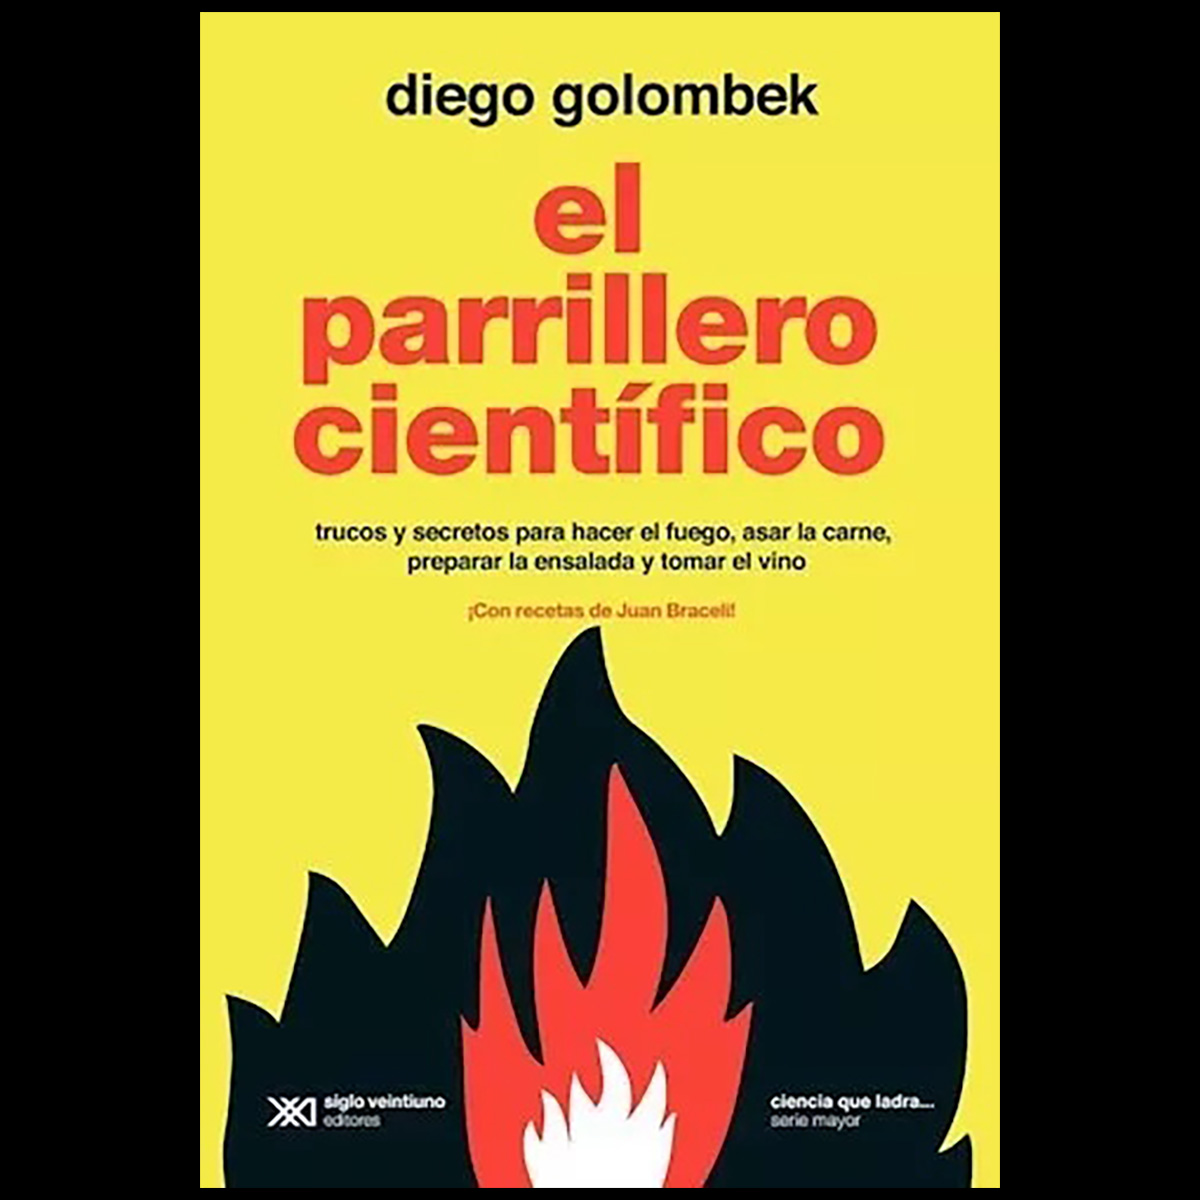 diego golombek
el
parrillero
científico
trucos y secretos para hacer el fuego, asar la carne,
preparar la ensalada y tomar el vino
¡Con recetas de Juan Braceli!
siglo veintiuno
editores
ciencia que ladra...
serie mayor